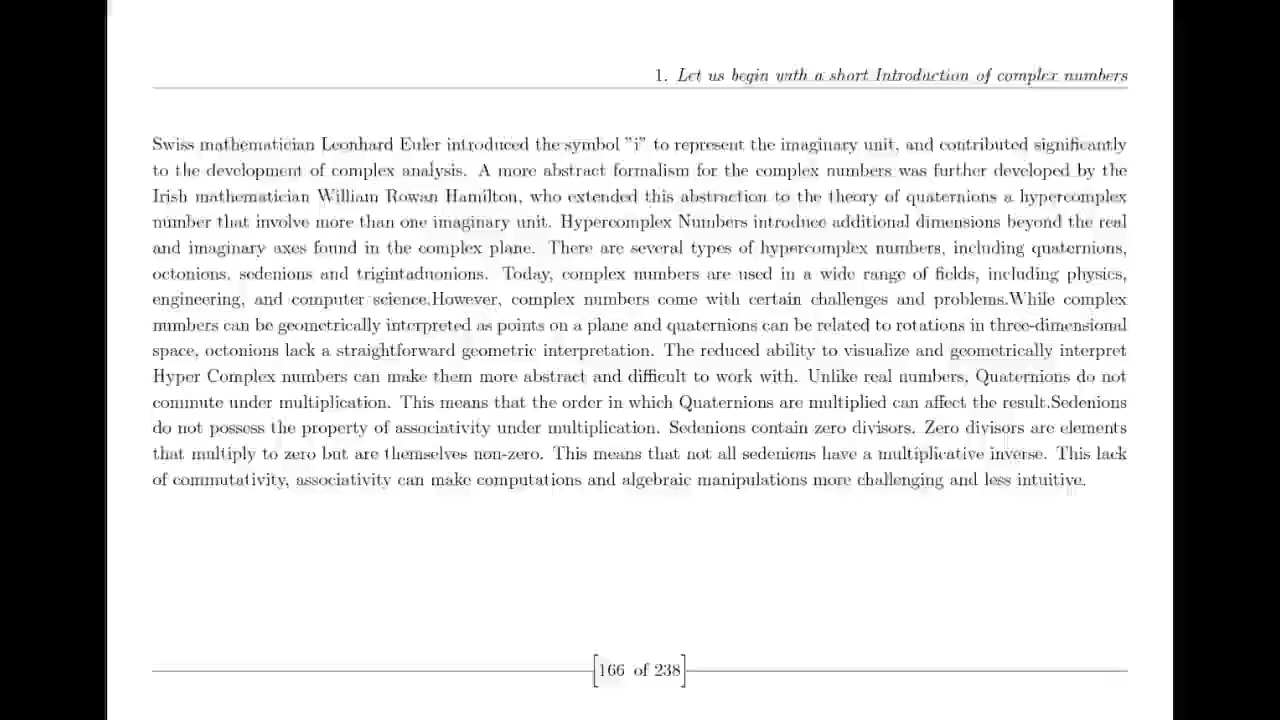 1. Let us begin with a short Introduction of complex numbers
Swiss mathematician Leonhard Euler introduced the symbol "i" to represent the imaginary unit, and contributed significantly
to the development of complex analysis. A more abstract formalism for the complex numbers was further developed by the
Irish mathematician William Rowan Hamilton, who extended this abstraction to the theory of quaternions a hypercomplex
number that involve more than one imaginary unit. Hypercomplex Numbers introduce additional dimensions beyond the real
and imaginary axes found in the complex plane. There are several types of hypercomplex numbers, including quaternions,
octonions, sedenions and trigintaduonions. Today, complex numbers are used in a wide range of fields, including physics,
engineering, and computer science.However, complex numbers come with certain challenges and problems.While complex
numbers can be geometrically interpreted as points on a plane and quaternions can be related to rotations in three-dimensional
space, octonions lack a straightforward geometric interpretation. The reduced ability to visualize and geometrically interpret
Hyper Complex numbers can make them more abstract and difficult to work with. Unlike real numbers, Quaternions do not
commute under multiplication. This means that the order in which Quaternions are multiplied can affect the result.Sedenions
do not possess the property of associativity under multiplication. Sedenions contain zero divisors. Zero divisors are elements
that multiply to zero but are themselves non-zero. This means that not all sedenions have a multiplicative inverse. This lack
of commutativity, associativity can make computations and algebraic manipulations more challenging and less intuitive.
166 of 238